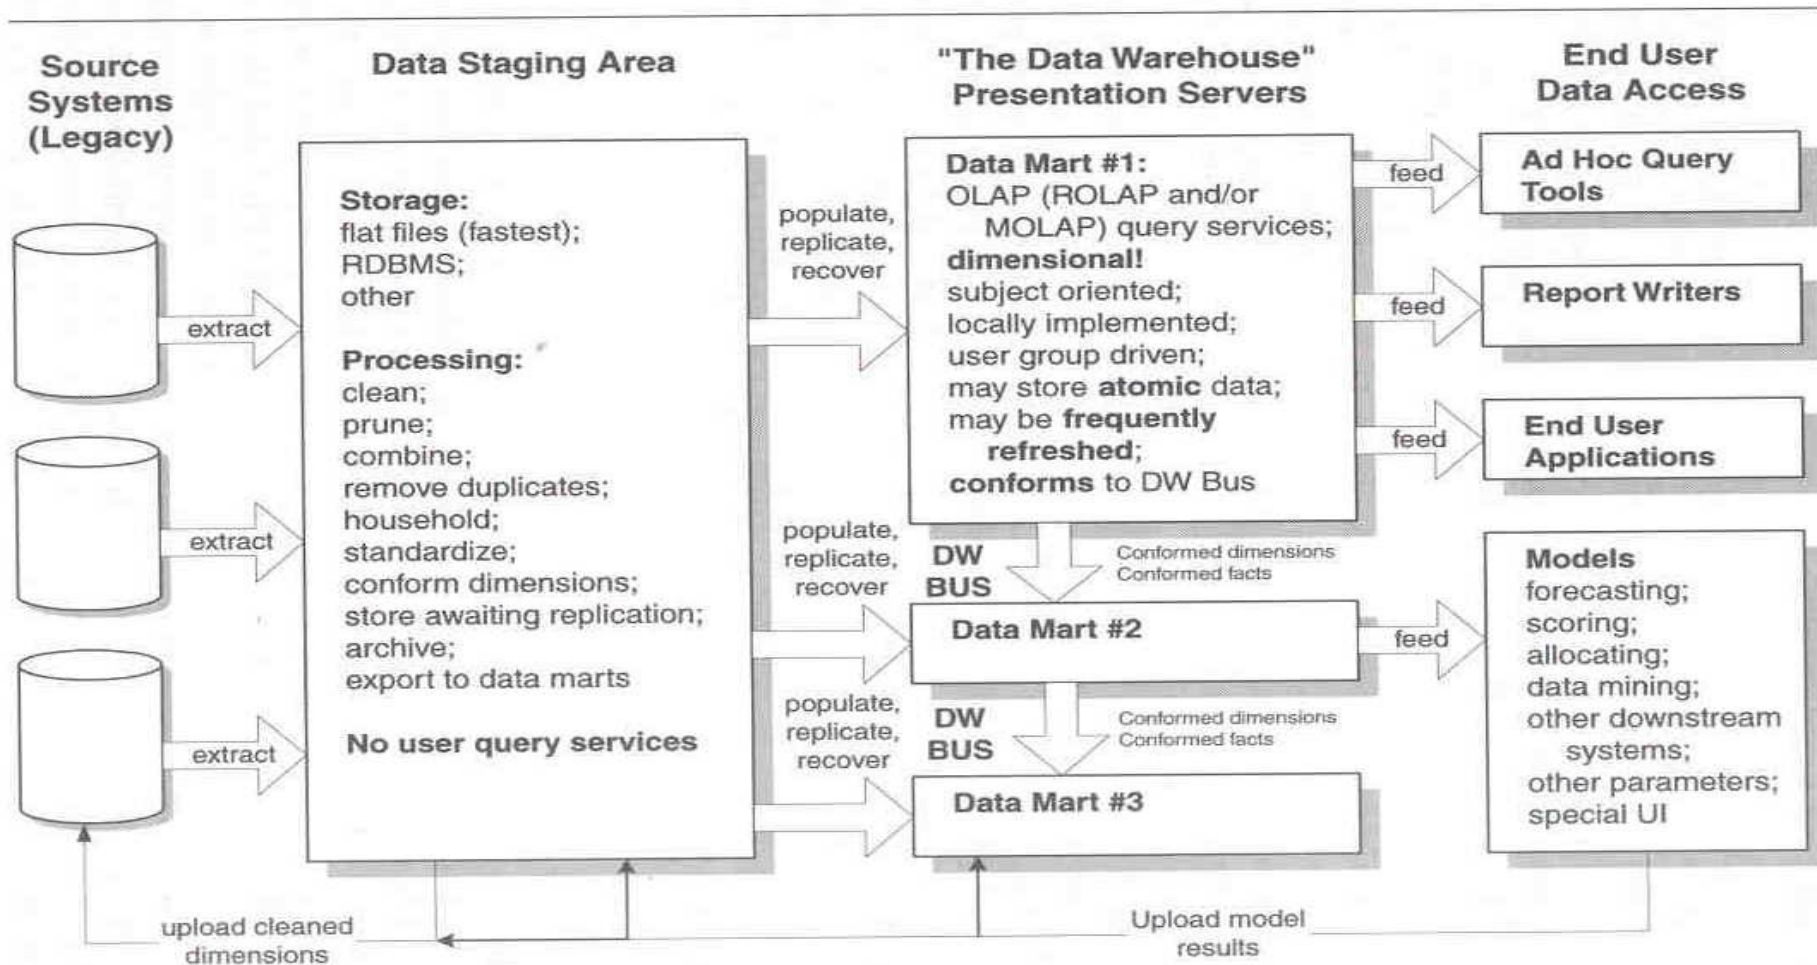 Source
Systems
(Legacy)
extract
extract
extract
Data Staging Area
Storage:
flat files (fastest);
RDBMS;
other
Processing:
clean;
prune;
combine;
remove duplicates;
household;
standardize;
conform dimensions;
store awaiting replication;
archive;
export to data marts
No user query services
populate,
replicate,
recover
populate,
replicate,
recover
populate,
replicate,
recover
"The Data Warehouse"
Presentation Servers
Data Mart #1:
OLAP (ROLAP and/or
MOLAP) query services;
dimensional!
subject oriented;
locally implemented;
user group driven;
may store atomic data;
may be frequently
refreshed;
conforms to DW Bus
DW
BUS
Conformed dimensions
Conformed facts
Data Mart #2
DW
BUS
Conformed dimensions
Conformed facts
Data Mart #3
feed
feed
feed
feed
End User
Data Access
Ad Hoc Query
Tools
Report Writers
End User
Applications
Models
forecasting;
scoring;
allocating;
data mining;
other downstream
systems;
other parameters;
special UI
upload cleaned
dimensions
Upload model
results